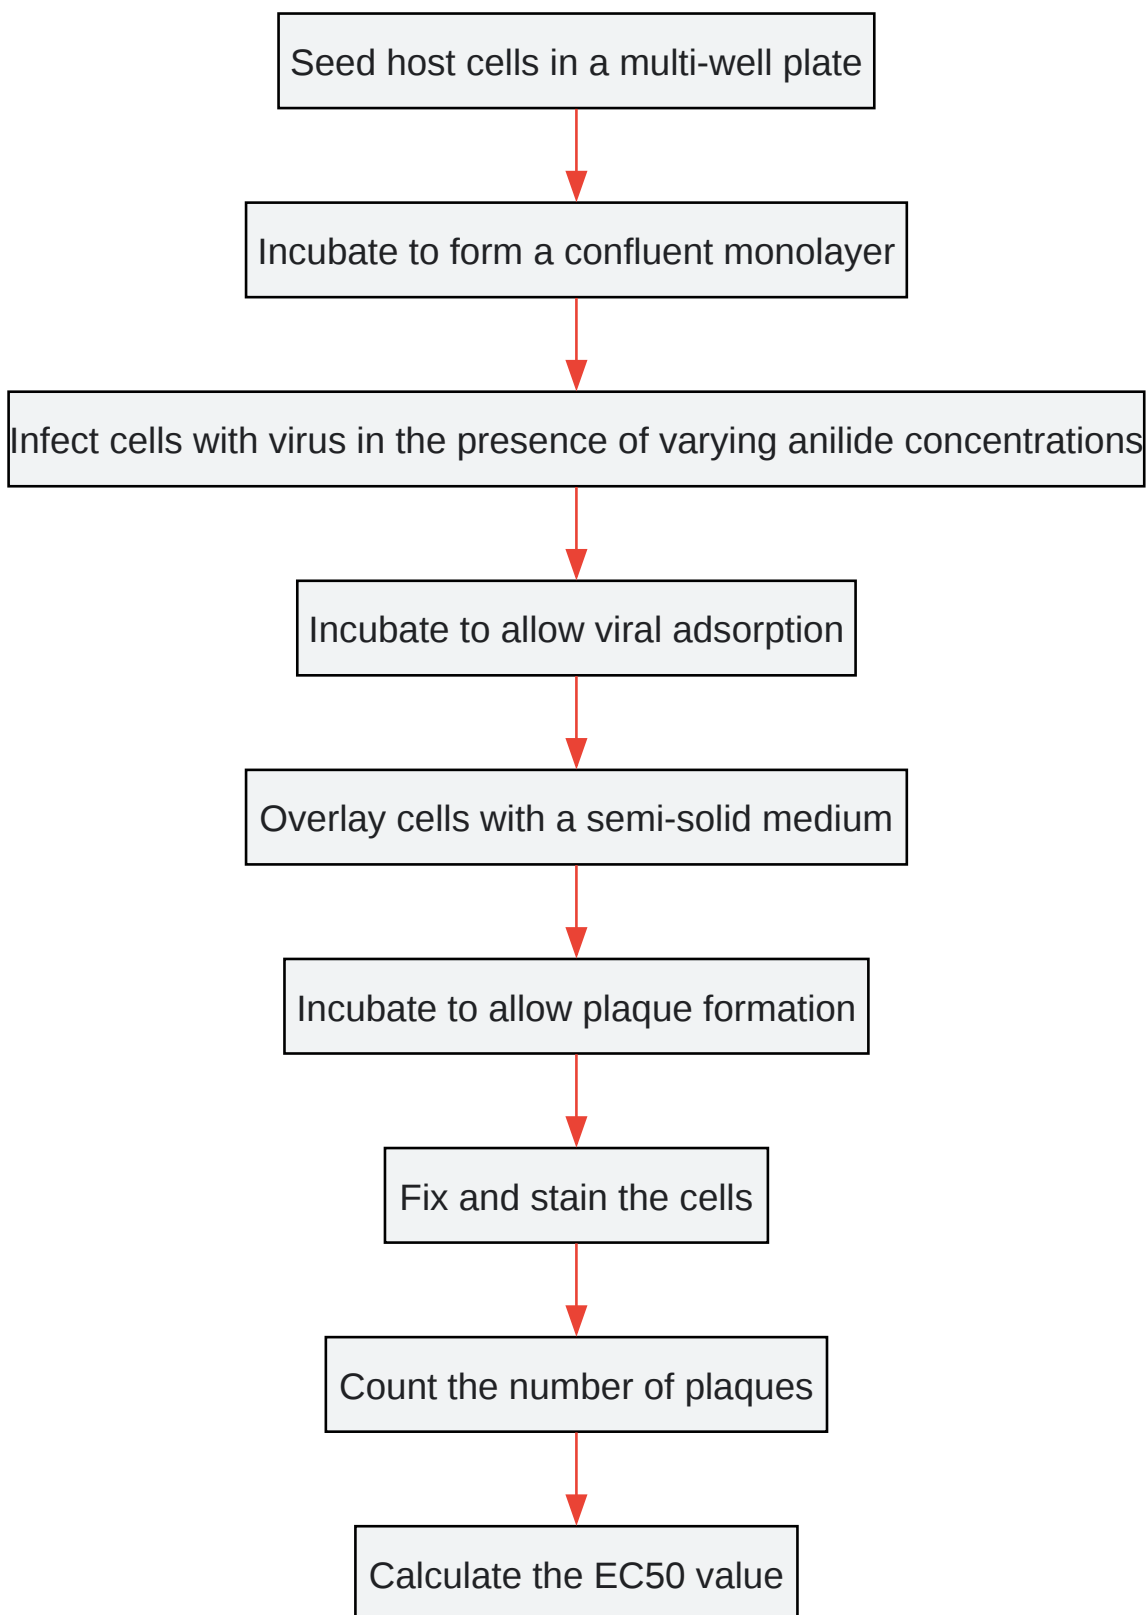 Seed host cells in a multi-well plate
Incubate to form a confluent monolayer
Infect cells with virus in the presence of varying anilide concentrations
Incubate to allow viral adsorption
Overlay cells with a semi-solid medium
Incubate to allow plaque formation
Fix and stain the cells
Count the number of plaques
Calculate the EC50 value